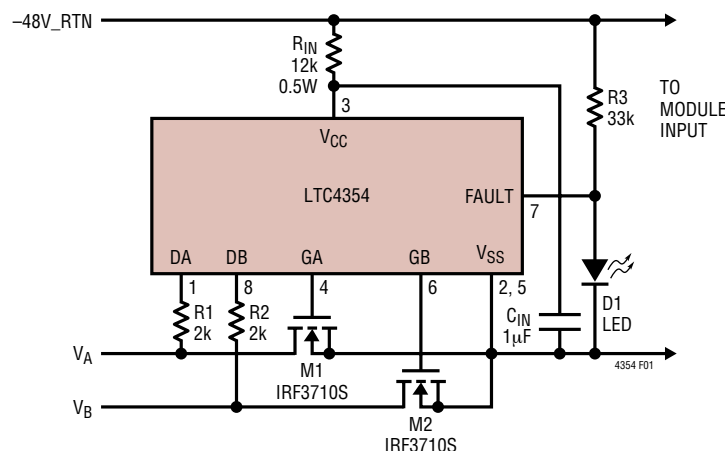 –48V_RTN
RIN
12k
0.5W
3
R3
33k
TO
MODULE
INPUT
VCC
LTC4354
FAULT
7
DA
DB
GA
GB
VSS
1
8
4
6
2, 5
R1
2k
R2
2k
D1
LED
CIN
1µF
VA
M1
IRF3710S
4354 F01
VB
M2
IRF3710S